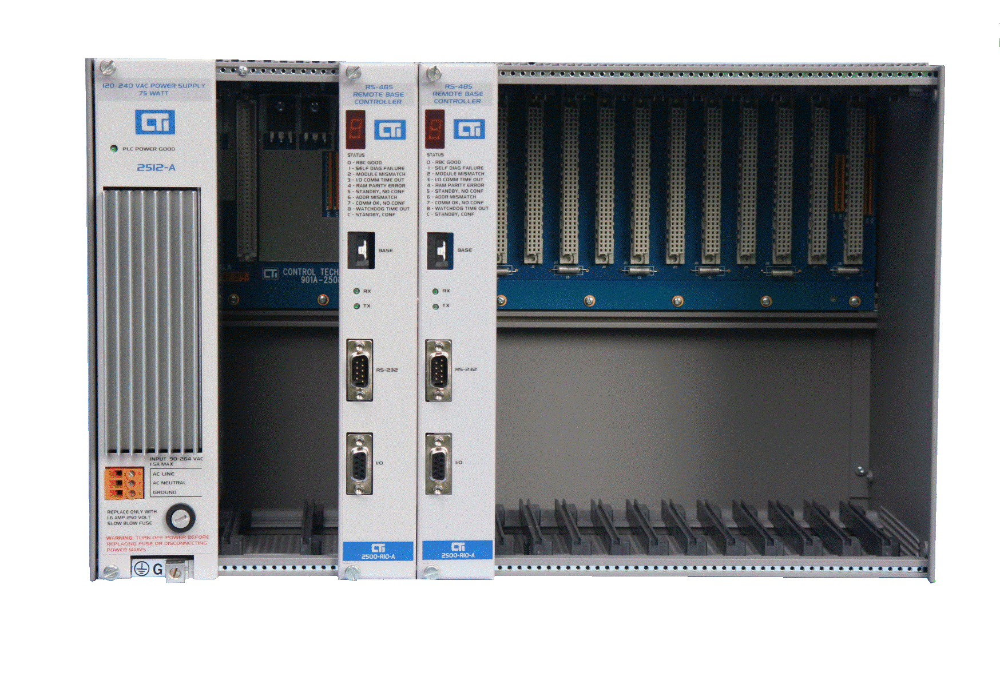 120 240 VAC POWER SUPPLY
75 WATT
CTi
PLC POWER GOOD
2512-A
INPUT 90-264 VAC
1.5A MAX
AC LINE
AC NEUTRAL
GROUND
REPLACE ONLY WITH
1.6 AMP 250 VOLT
SLOW BLOW FUSE
WARNING: TURN OFF POWER BEFORE
REPLACING FUSE OR DISCONNECTING
POWER MAINS
G
CTi CONTROL TECH
901A-250
RS-485
REMOTE BASE
CONTROLLER
CTi
STATUS
0 - RBC GOOD
1 - SELF DIAG FAILURE
2 - MODULE MISMATCH
3 - I/O COMM TIME OUT
4 - RAM PARITY ERROR
5 - STANDBY, NO CONF
6 - ADDR MISMATCH
7 - COMM OK, NO CONF
8 - WATCHDOG TIME OUT
C - STANDBY, CONF
BASE
RX
TX
RS-232
I/O
CTi
2500-RIO-A
RS-485
REMOTE BASE
CONTROLLER
CTi
STATUS
0 - RBC GOOD
1 - SELF DIAG FAILURE
2 - MODULE MISMATCH
3 - I/O COMM TIME OUT
4 - RAM PARITY ERROR
5 - STANDBY, NO CONF
6 - ADDR MISMATCH
7 - COMM OK, NO CONF
8 - WATCHDOG TIME OUT
C - STANDBY, CONF
BASE
RX
TX
RS-232
I/O
CTi
2500-RIO-A